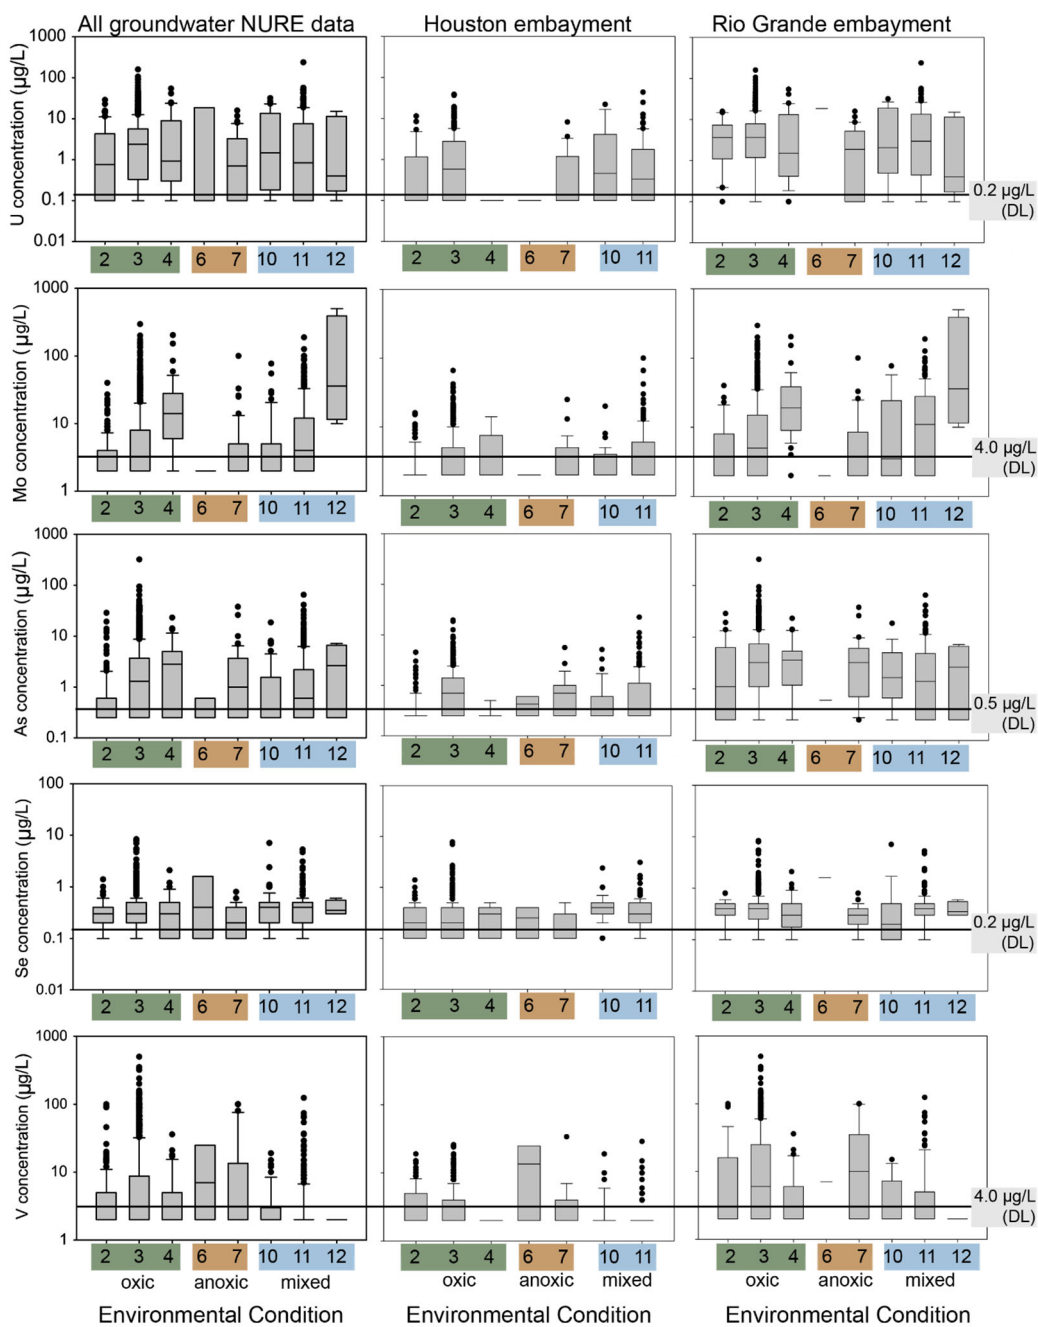 All groundwater NURE data Houston embayment Rio Grande embayment
U concentration (µg/L)
1000
100
10
1
0.1
0.01
0.2 µg/L
(DL)
2 3 4 6 7 10 11 12 2 3 4 6 7 10 11 2 3 4 6 7 10 11 12
Mo concentration (µg/L)
1000
100
10
1
4.0 µg/L
(DL)
2 3 4 6 7 10 11 12 2 3 4 6 7 10 11 2 3 4 6 7 10 11 12
As concentration (µg/L)
1000
100
10
1
0.1
0.5 µg/L
(DL)
2 3 4 6 7 10 11 12 2 3 4 6 7 10 11 2 3 4 6 7 10 11 12
Se concentration (µg/L)
100
10
1
0.1
0.01
0.2 µg/L
(DL)
2 3 4 6 7 10 11 12 2 3 4 6 7 10 11 2 3 4 6 7 10 11 12
V concentration (µg/L)
1000
100
10
1
4.0 µg/L
(DL)
2 3 4 6 7 10 11 12 2 3 4 6 7 10 11 2 3 4 6 7 10 11 12
oxic anoxic mixed oxic anoxic mixed oxic anoxic mixed
Environmental Condition Environmental Condition Environmental Condition